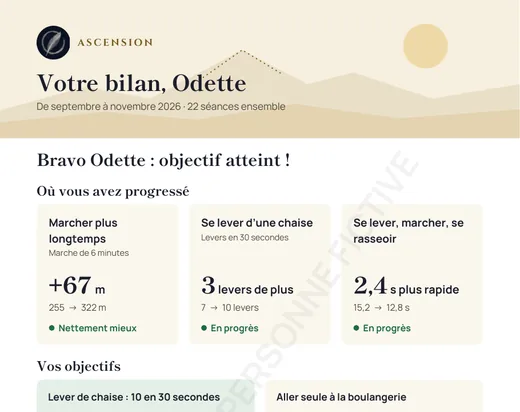 ASCENSION
Votre bilan, Odette
De septembre à novembre 2026 · 22 séances ensemble
Bravo Odette : objectif atteint !
Où vous avez progressé
Marcher plus
longtemps
Marche de 6 minutes
+67 m
255 → 322 m
Nettement mieux
Se lever d'une chaise
Levers en 30 secondes
3 levers de plus
7 → 10 levers
En progrès
Se lever, marcher, se
rasseoir
2,4 s plus rapide
15,2 → 12,8 s
En progrès
PERSONNE FICTIVE
Vos objectifs
Lever de chaise : 10 en 30 secondes
Aller seule à la boulangerie